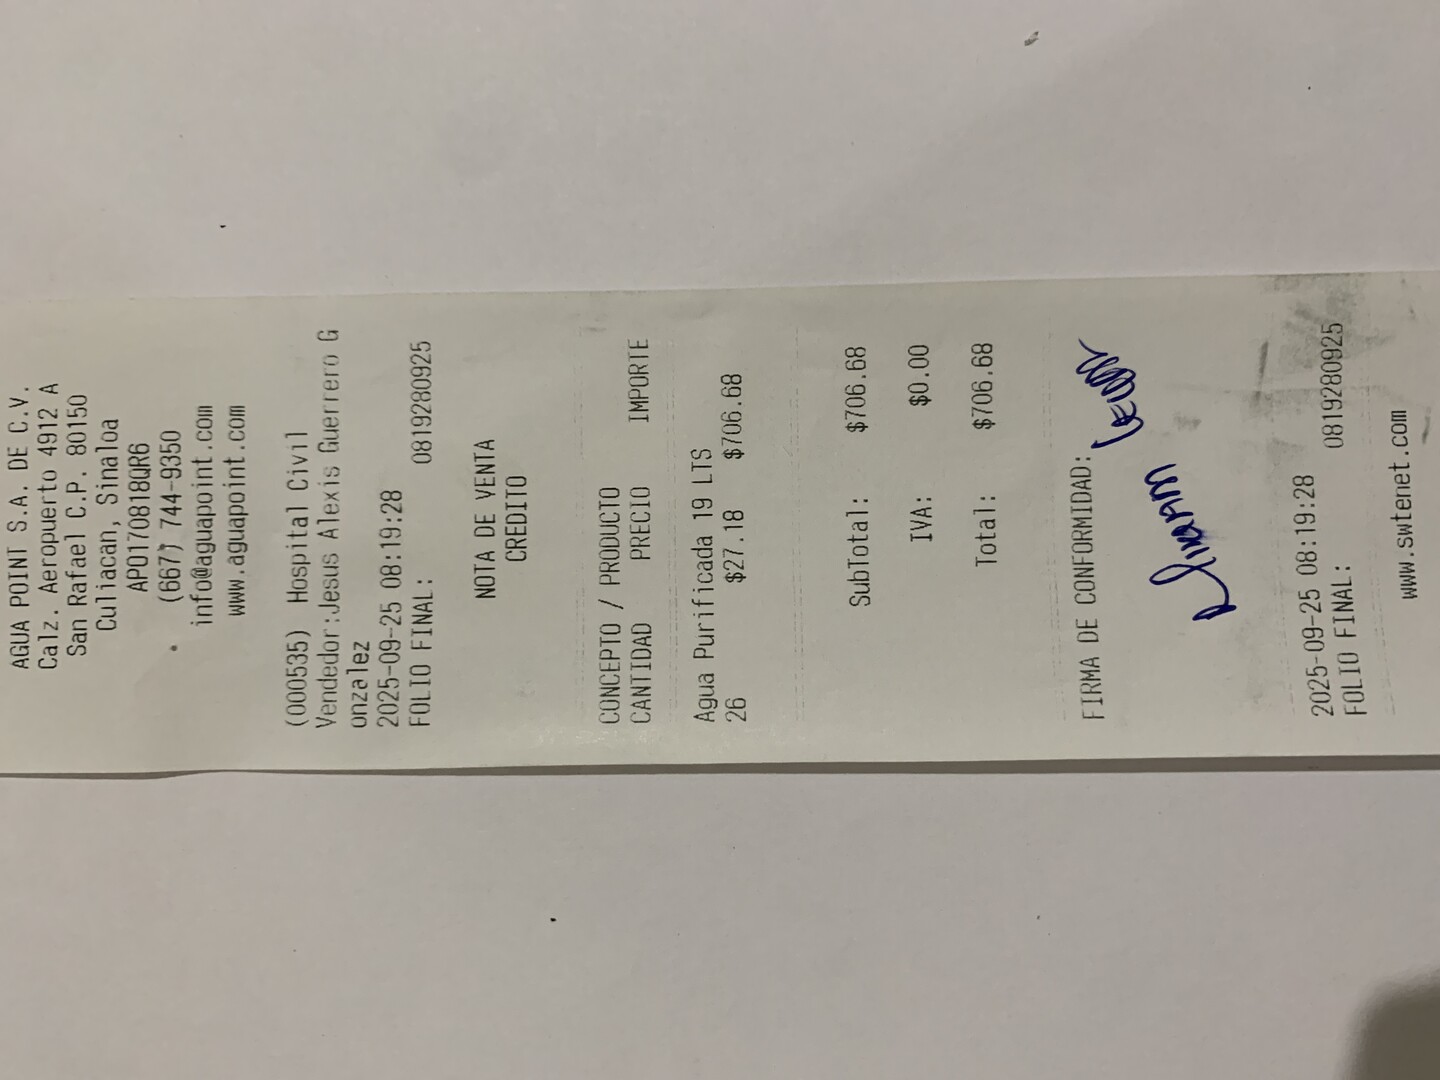 AGUA POINT S.A. DE C.V.
Calz. Aeropuerto 4912 A
San Rafael C.P. 80150
Culiacan, Sinaloa
APO170818QR6
(667) 744-9350
info@aguapoint.com
www.aguapoint.com
(000535) Hospital Civil
Vendedor:Jesus Alexis Guerrero G
onzalez
2025-09-25 08:19:28
FOLIO FINAL: 0819280925
NOTA DE VENTA
CREDITO
CONCEPTO / PRODUCTO
CANTIDAD PRECIO IMPORTE
Agua Purificada 19 LTS
26 $27.18 $706.68
SubTotal: $706.68
IVA: $0.00
Total: $706.68
FIRMA DE CONFORMIDAD:
2025-09-25 08:19:28
FOLIO FINAL: 0819280925
www.swtenet.com